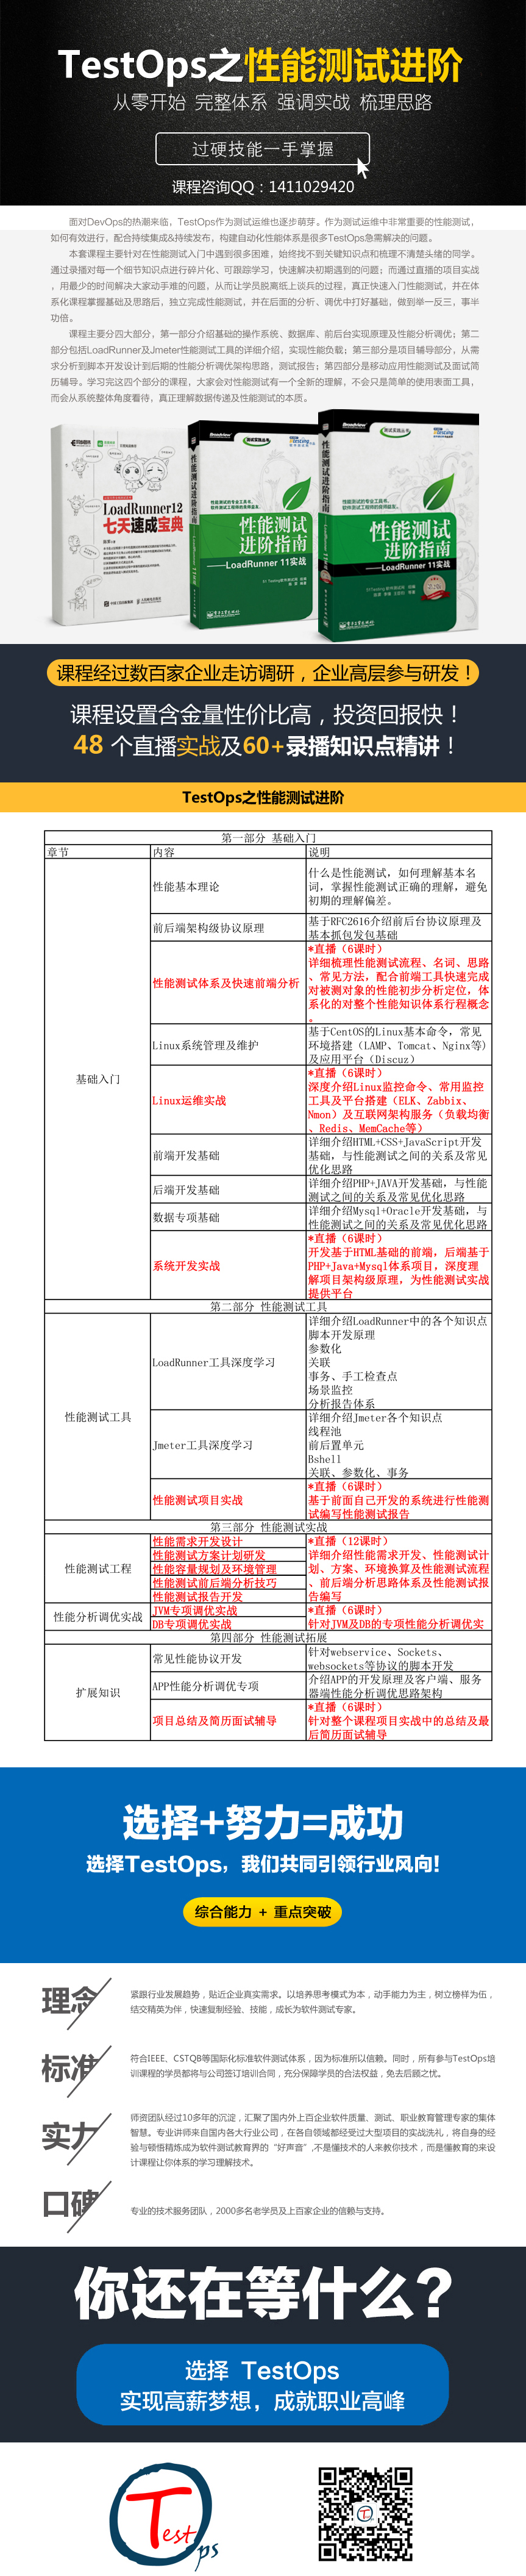 TestOps之性能测试进阶
从零开始 完整体系 强调实战 梳理思路
过硬技能一手掌握
课程咨询QQ：1411029420
面对DevOps的热潮来临，TestOps作为测试运维也逐步萌芽。作为测试运维中非常重要的性能测试，
如何有效进行，配合持续集成&持续发布，构建自动化性能体系是很多TestOps急需解决的问题。
本套课程主要针对在性能测试入门中遇到很多困难，始终找不到关键知识点和梳理不清楚头绪的同学。
通过录播对每一个细节知识点进行碎片化、可跟踪学习，快速解决初期遇到的问题；而通过直播的项目实战
，用最少的时间解决大家动手难的问题，从而让学员脱离纸上谈兵的过程，真正快速入门性能测试，并在体
系化课程掌握基础及思路后，独立完成性能测试，并在后面的分析、调优中打好基础，做到举一反三，事半
功倍。
课程主要分四大部分，第一部分介绍基础的操作系统、数据库、前后台实现原理及性能分析调优；第二
部分包括LoadRunner及Jmeter性能测试工具的详细介绍，实现性能负载；第三部分是项目辅导部分，从需
求分析到脚本开发设计到后期的性能分析调优架构思路，测试报告；第四部分是移动应用性能测试及面试简
历辅导。学习完这四个部分的课程，大家会对性能测试有一个全新的理解，不会只是简单的使用表面工具，
而会从系统整体角度看待，真正理解数据传递及性能测试的本质。
LoadRunner12
七天速成宝典
性能测试
进阶指南
——LoadRunner 11实战
性能测试
进阶指南
——LoadRunner 11实战
课程经过数百家企业走访调研，企业高层参与研发！
课程设置含金量性价比高，投资回报快！
48 个直播实战及60+录播知识点精讲！
TestOps之性能测试进阶
第一部分 基础入门
章节 内容 说明
基础入门
性能基本理论
什么是性能测试，如何理解基本名
词，掌握性能测试正确的理解，避免
初期的理解偏差。
前后端架构级协议原理
基于RFC2616介绍前后台协议原理及
基本抓包发包基础
性能测试体系及快速前端分析
*直播（6课时）
详细梳理性能测试流程、名词、思路
、常见方法，配合前端工具快速完成
对被测对象的性能初步分析定位，体
系化的对整个性能知识体系行程概念
。
Linux系统管理及维护
基于CentOS的Linux基本命令，常见
环境搭建（LAMP、Tomcat、Nginx等）
及应用平台（Discuz）
Linux运维实战
*直播（6课时）
深度介绍Linux监控命令、常用监控
工具及平台搭建（ELK、Zabbix、
Nmon）及互联网架构服务（负载均衡
、Redis、MemCache等）
前端开发基础
详细介绍HTML+CSS+JavaScript开发
基础，与性能测试之间的关系及常见
优化思路
后端开发基础
详细介绍PHP+JAVA开发基础，与性能
测试之间的关系及常见优化思路
数据专项基础
详细介绍Mysql+Oracle开发基础，与
性能测试之间的关系及常见优化思路
系统开发实战
*直播（6课时）
开发基于HTML基础的前端，后端基于
PHP+Java+Mysql体系项目，深度理
解项目架构级原理，为性能测试实战
提供平台
第二部分 性能测试工具
性能测试工具
LoadRunner工具深度学习
详细介绍LoadRunner中的各个知识点
脚本开发原理
参数化
关联
事务、手工检查点
场景监控
分析报告体系
Jmeter工具深度学习
详细介绍Jmeter各个知识点
线程池
前后置单元
Bshell
关联、参数化、事务
性能测试项目实战
*直播（6课时）
基于前面自己开发的系统进行性能测
试编写性能测试报告
第三部分 性能测试实战
性能测试工程
性能需求开发设计
性能测试方案计划研发
性能容量规划及环境管理
性能测试前后端分析技巧
性能测试报告开发
*直播（12课时）
详细介绍性能需求开发、性能测试计
划、方案、环境换算及性能测试流程
、前后端分析思路体系及性能测试报
告编写
性能分析调优实战
JVM专项调优实战
DB专项调优实战
*直播（6课时）
针对JVM及DB的专项性能分析调优实
第四部分 性能测试拓展
扩展知识
常见性能协议开发
针对webservice、Sockets、
websockets等协议的脚本开发
APP性能分析调优专项
介绍APP的开发原理及客户端、服务
器端性能分析调优思路架构
项目总结及简历面试辅导
*直播（6课时）
针对整个课程项目实战中的总结及最
后简历面试辅导
选择+努力=成功
选择TestOps，我们共同引领行业风向!
综合能力 + 重点突破
理念
紧跟行业发展趋势，贴近企业真实需求。以培养思考模式为本，动手能力为主，树立榜样为伍，
结交精英为伴，快速复制经验、技能，成长为软件测试专家。
标准
符合IEEE、CSTQB等国际化标准软件测试体系，因为标准所以信赖。同时，所有参与TestOps培
训课程的学员都将与公司签订培训合同，充分保障学员的合法权益，免去后顾之忧。
实力
师资团队经过10多年的沉淀，汇聚了国内外上百企业软件质量、测试、职业教育管理专家的集体
智慧。专业讲师来自国内各大行业公司，在各自领域都经受过大型项目的实战洗礼，将自身的经
验与顿悟精炼成为软件测试教育界的“好声音”,不是懂技术的人来教你技术，而是懂教育的来设
计课程让你体系的学习理解技术。
口碑
专业的技术服务团队，2000多名老学员及上百家企业的信赖与支持。
你还在等什么?
选择 TestOps
实现高薪梦想，成就职业高峰
Test
ops